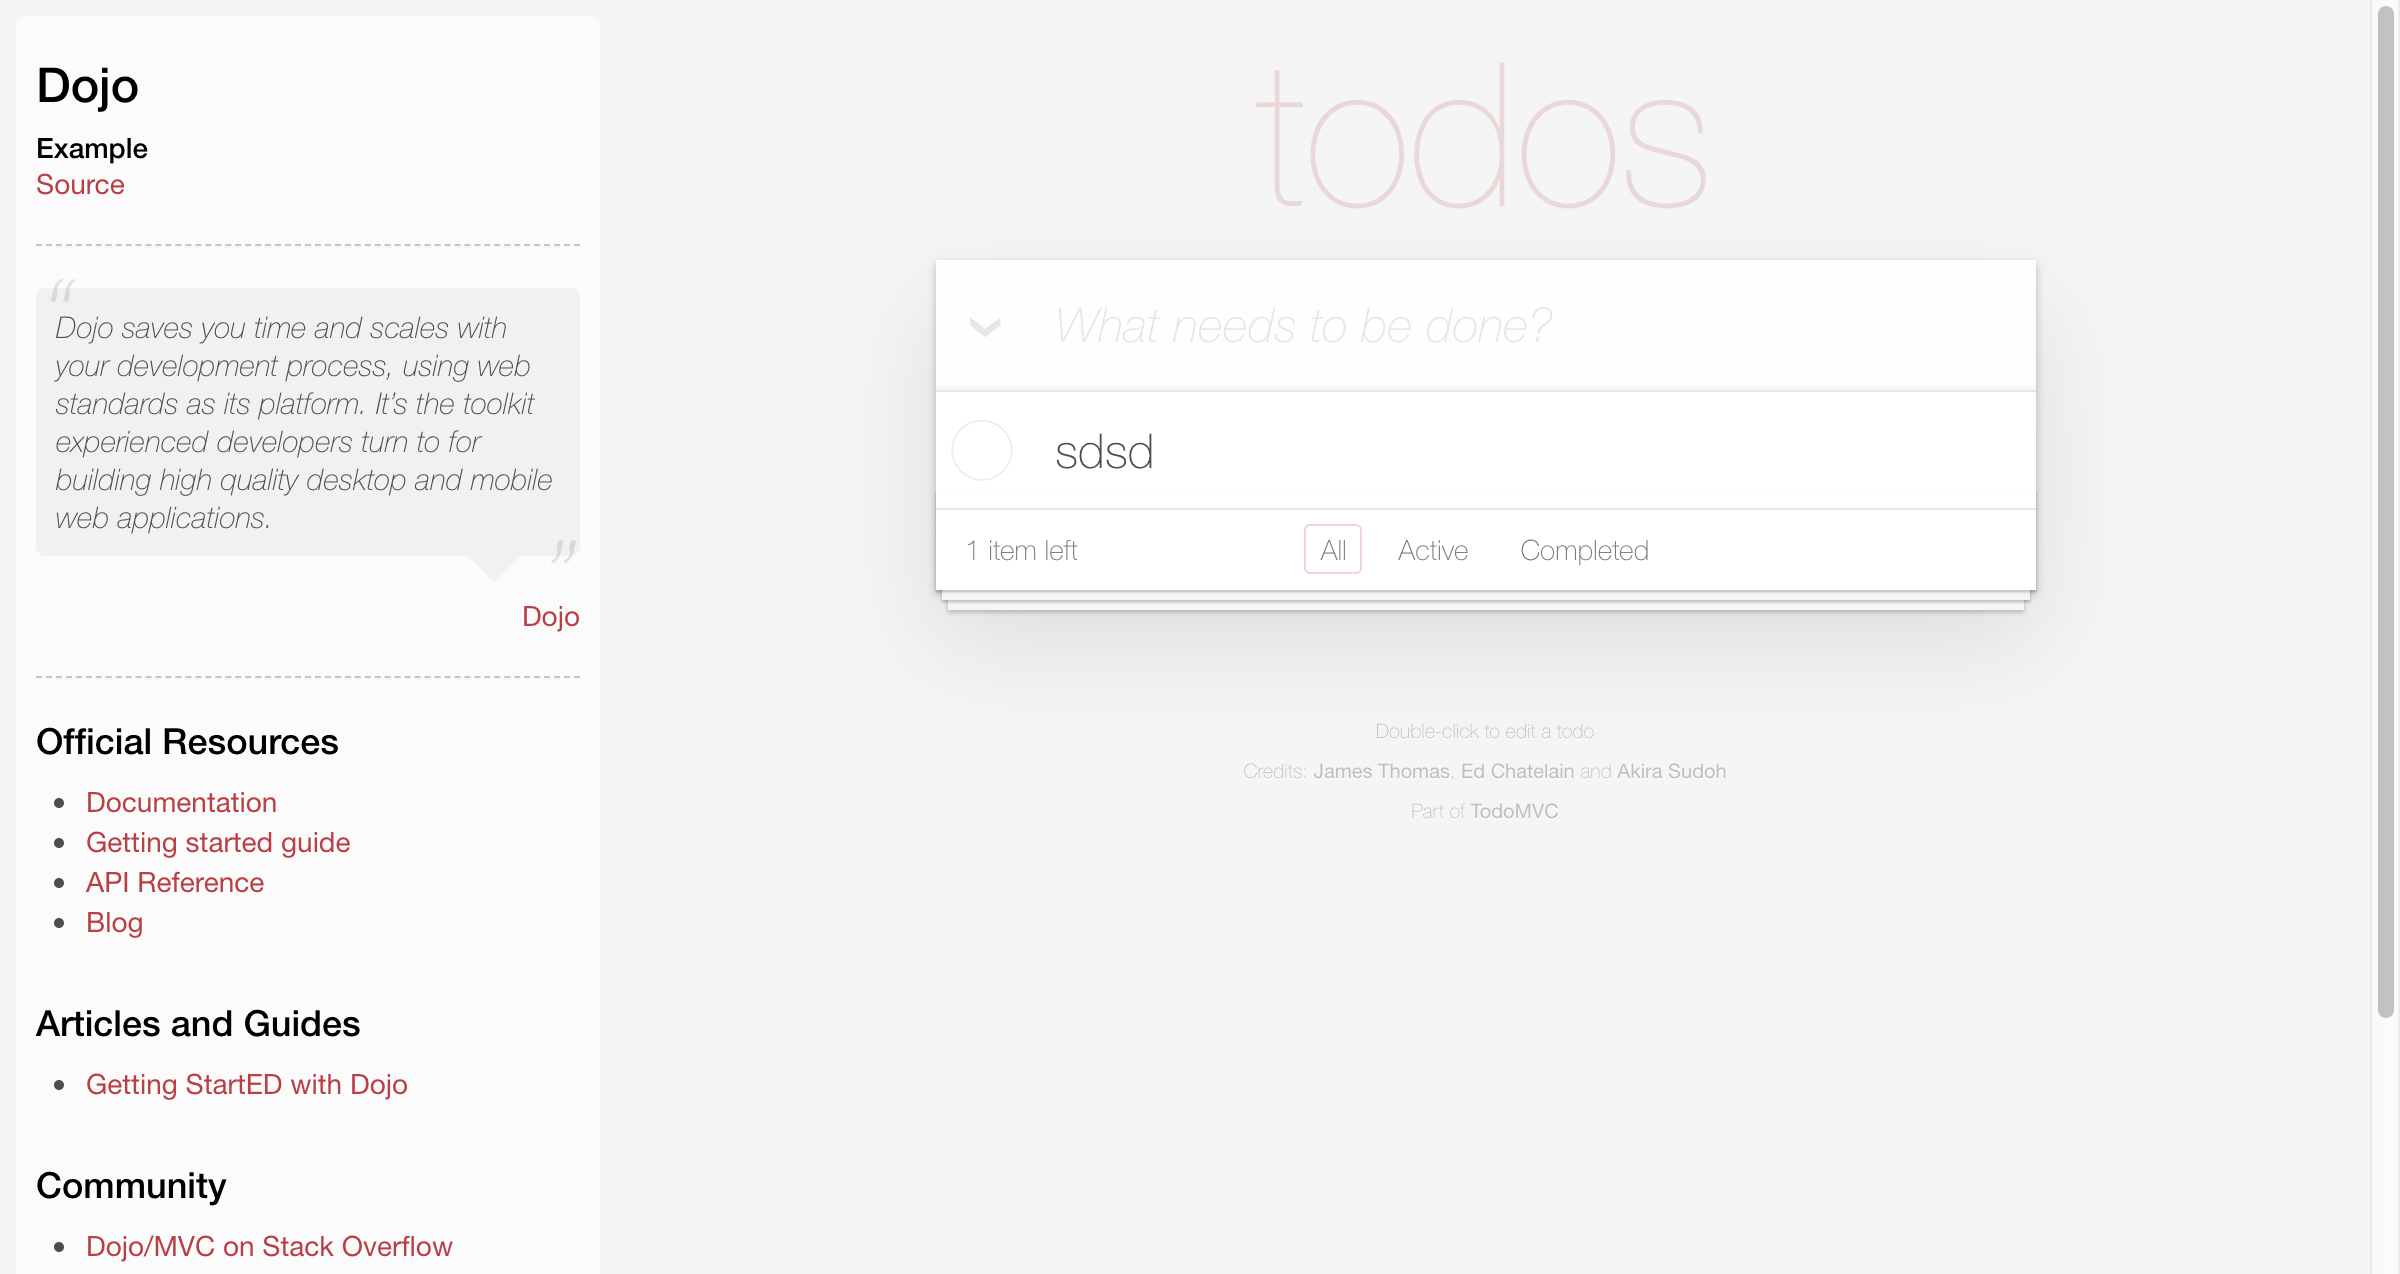 Dojo
Example
Source
“
Dojo saves you time and scales with
your development process, using web
standards as its platform. It’s the toolkit
experienced developers turn to for
building high quality desktop and mobile
web applications.
”
Dojo
Official Resources
Documentation
Getting started guide
API Reference
Blog
Articles and Guides
Getting StartED with Dojo
Community
Dojo/MVC on Stack Overflow
todos
What needs to be done?
sdsd
1 item left All Active Completed
Double-click to edit a todo
Credits: James Thomas, Ed Chatelain and Akira Sudoh
Part of TodoMVC